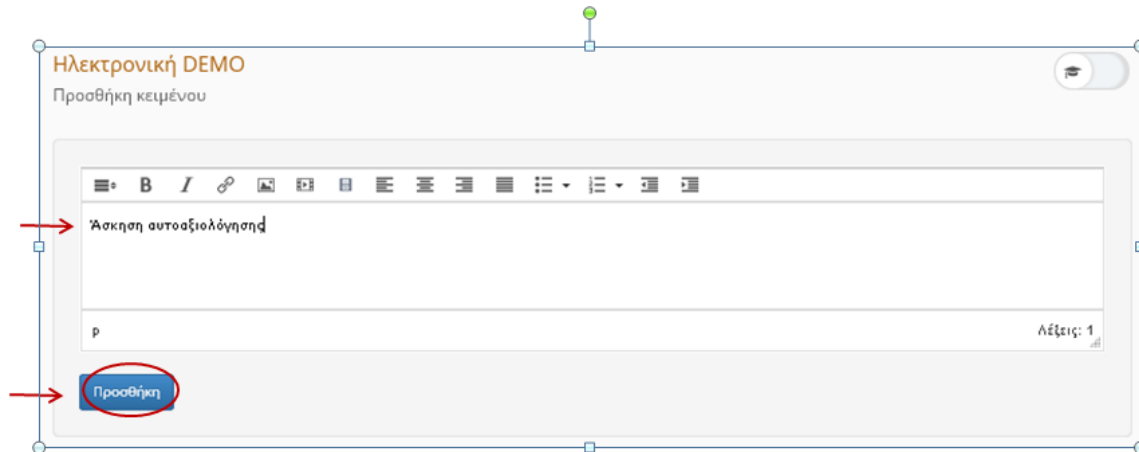 Ηλεκτρονική DEMO
Προσθήκη κειμένου
B I
Άσκηση αυτοαξιολόγησης
p Λέξεις: 1
Προσθήκη